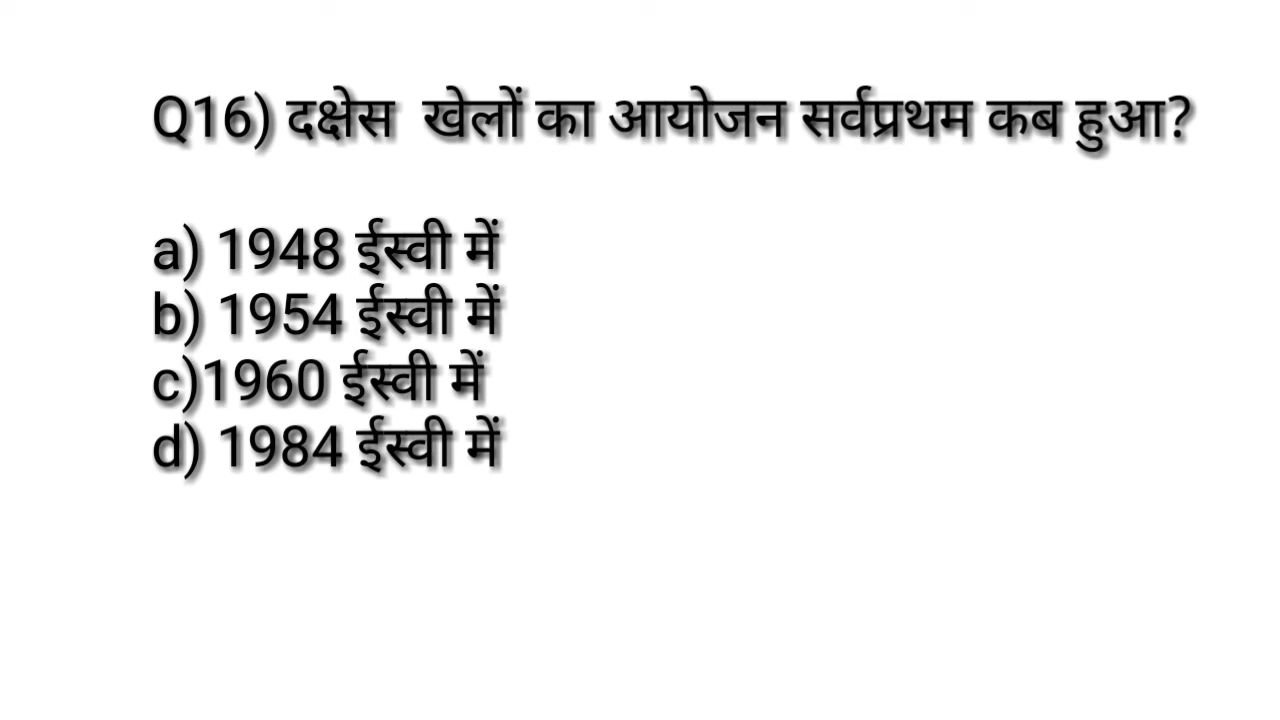 Q16) दक्षेस  खेलों का आयोजन सर्वप्रथम कब हुआ?
a) 1948 ईस्वी में
b) 1954 ईस्वी में
c)1960 ईस्वी में
d) 1984 ईस्वी में